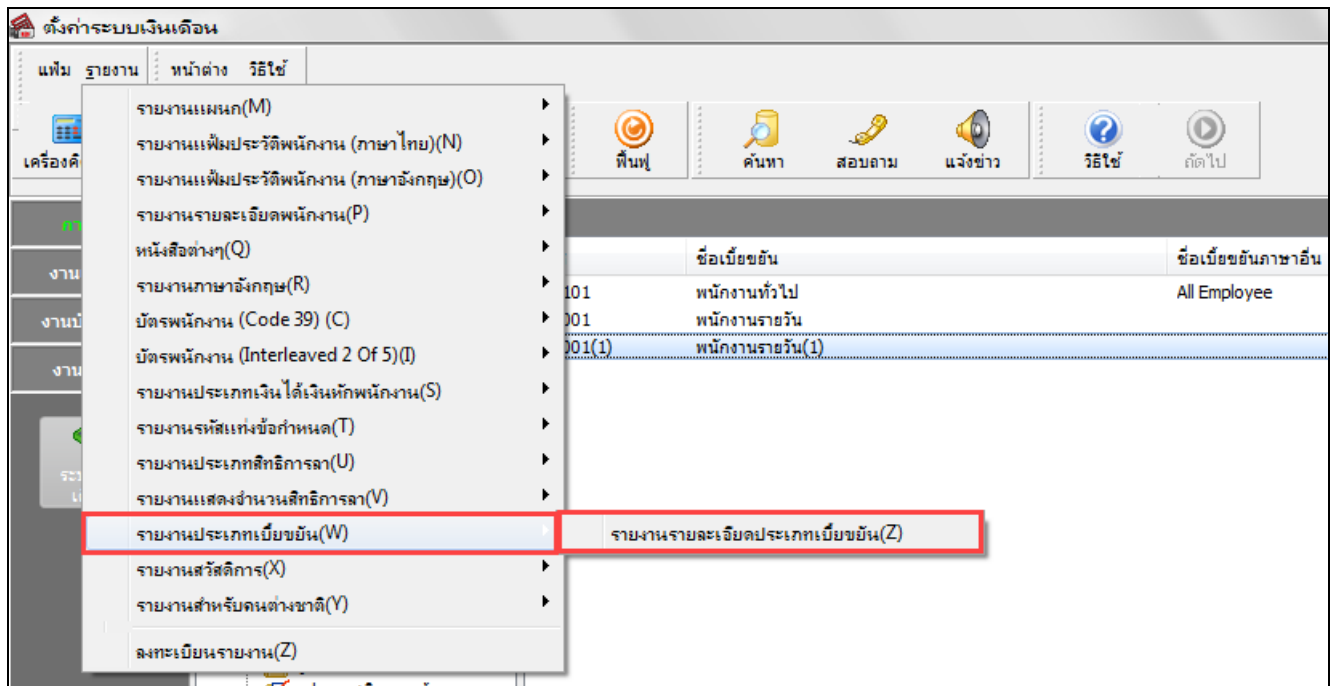 ตั้งค่าระบบเงินเดือน
แฟ้ม รายงาน หน้าต่าง วิธีใช้
ฟื้นฟู ค้นหา สอบถาม แจ้งข่าว วิธีใช้ ถัดไป
รายงานแผนก(M)
รายงานแฟ้มประวัติพนักงาน (ภาษาไทย)(N)
รายงานแฟ้มประวัติพนักงาน (ภาษาอังกฤษ)(O)
รายงานรายละเอียดพนักงาน(P)
หนังสือต่างๆ(Q)
รายงานภาษาอังกฤษ(R)
บัตรพนักงาน (Code 39) (C)
บัตรพนักงาน (Interleaved 2 Of 5)(I)
รายงานประเภทเงินได้เงินหักพนักงาน(S)
รายงานรหัสแท่งข้อกำหนด(T)
รายงานประเภทสิทธิการลา(U)
รายงานแสดงจำนวนสิทธิการลา(V)
รายงานประเภทเบี้ยขยัน(W) รายงานรายละเอียดประเภทเบี้ยขยัน(Z)
รายงานสวัสดิการ(X)
รายงานสำหรับคนต่างชาติ(Y)
ลงทะเบียนรายงาน(Z)
ชื่อเบี้ยขยัน ชื่อเบี้ยขยันภาษาอื่น
101 พนักงานทั่วไป All Employee
001 พนักงานรายวัน
001(1) พนักงานรายวัน(1)
งาน
งาน